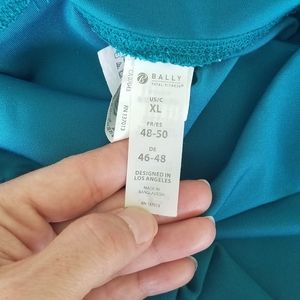 BALLY
TOTAL FITNESS
US/C
XL
FR/ES
48-50
DE
46-48
DESIGNED IN
LOS ANGELES
MADE IN
BANGLADESH